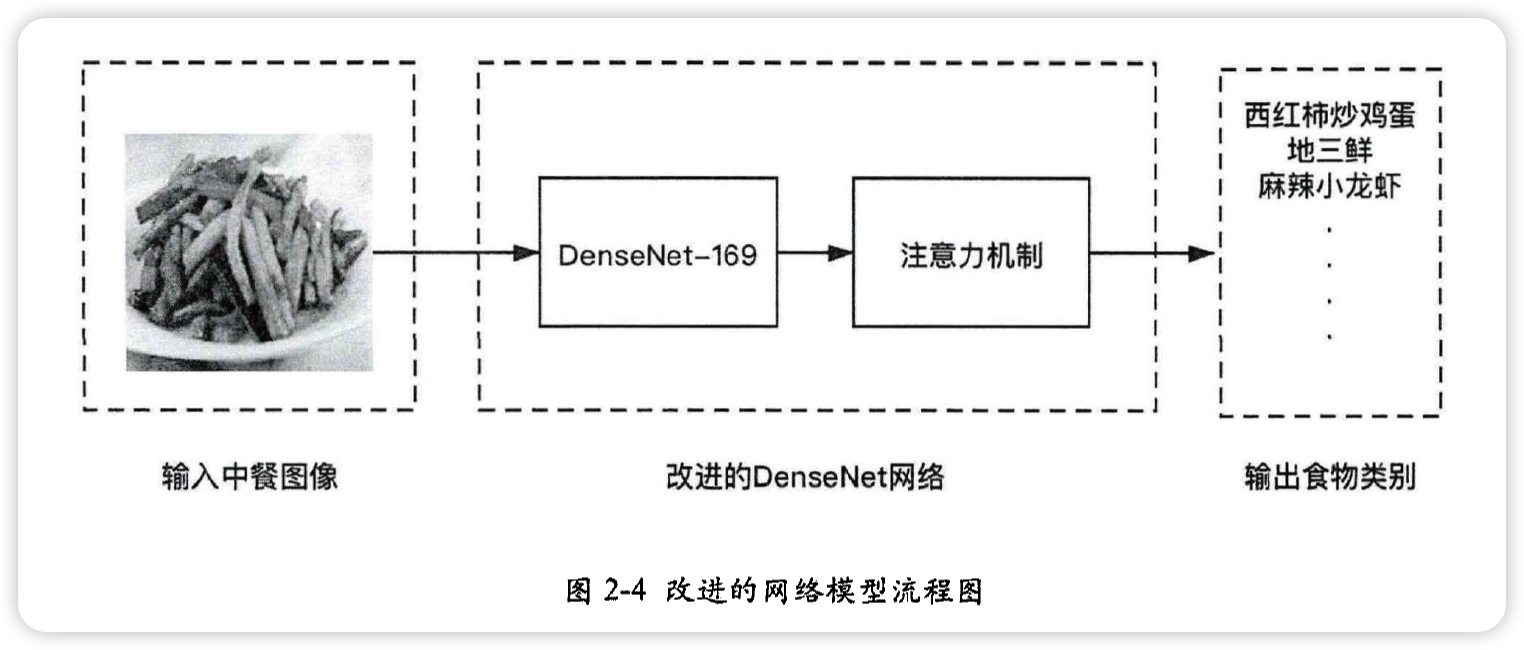 西红柿炒鸡蛋
地三鲜
麻辣小龙虾
DenseNet-169
注意力机制
输入中餐图像
改进的DenseNet网络
输出食物类别
图 2-4 改进的网络模型流程图